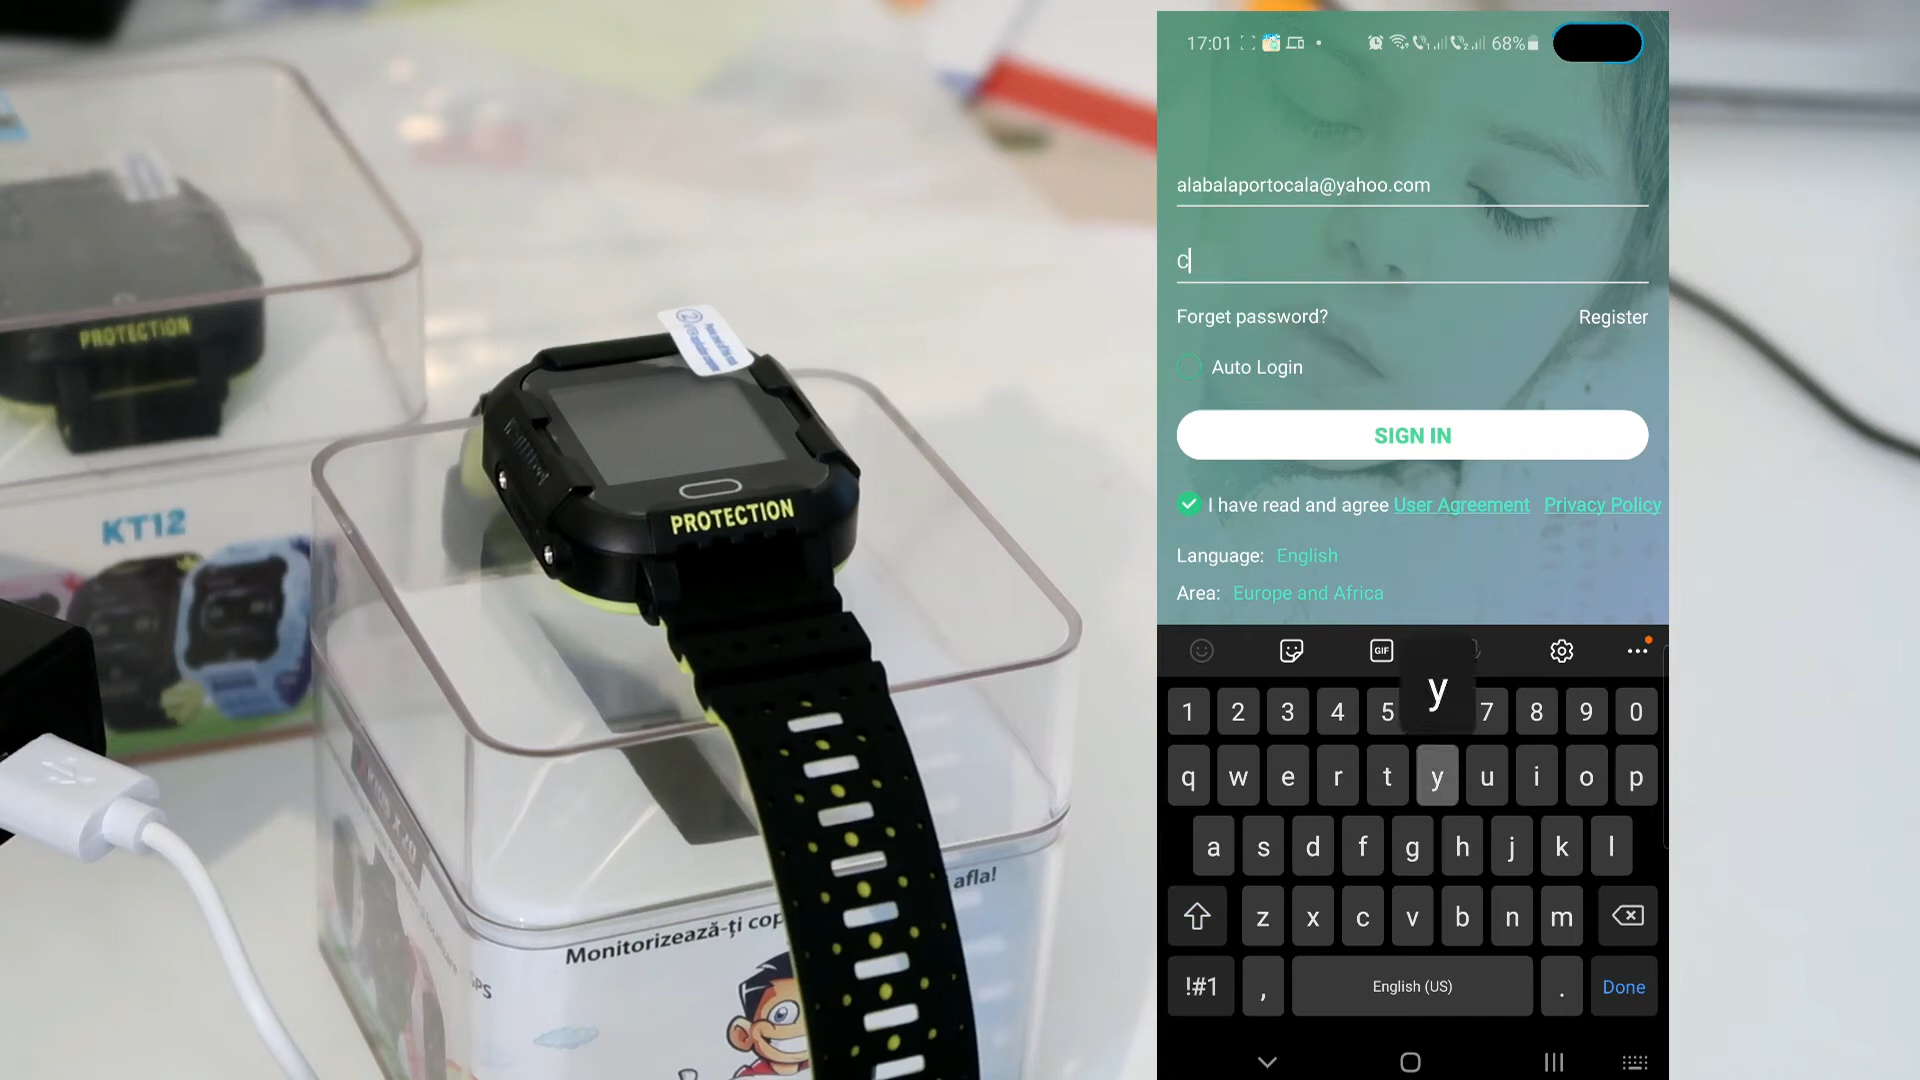 PROTECTION
KT12
PROTECTION
2
Monitorizează-ți cop
afla!
GPS
17:01
68%
alabalaportocala@yahoo.com
c
Forget password?
Register
Auto Login
SIGN IN
I have read and agree User Agreement Privacy Policy
Language: English
Area: Europe and Africa
GIF
y
1 2 3 4 5 7 8 9 0
q w e r t y u i o p
a s d f g h j k l
z x c v b n m
!#1 , English (US) . Done